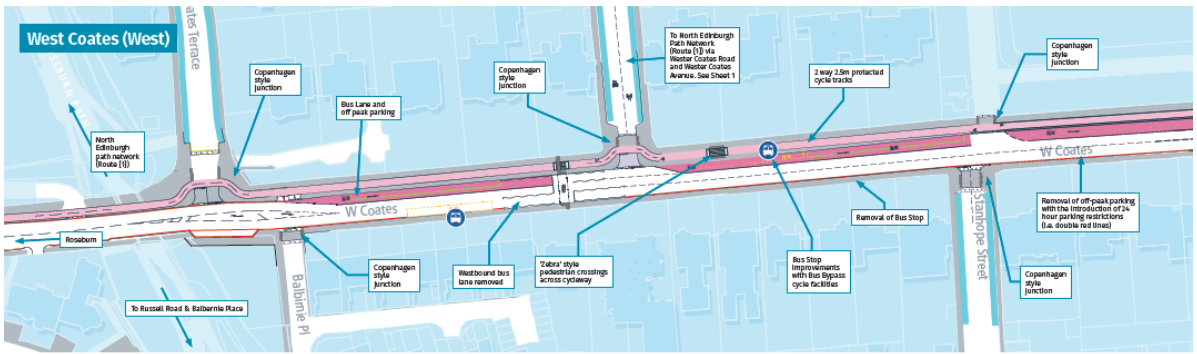 West Coates (West)
ates Terrace
Copenhagen
style
Junction
Bus Lane and
off peak parking
North
Edinburgh
path network
(Route [1])
Copenhagen
style
Junction
To North Edinburgh
Path Network
(Route [1]) via
Wester Coates Road
and Wester Coates
Avenue. See Sheet 1
2 way 2.5m protected
cycle tracks
Copenhagen
style
Junction
W Coates
W Coates
Roseburn
Balbirnie Pl
Copenhagen
style
Junction
Westbound bus
lane removed
'Zebra' style
pedestrian crossings
across cycleway
Bus Stop
Improvements
with Bus Bypass
cycle facilities
Removal of Bus Stop
Stanhope Street
Removal of off-peak parking
with the introduction of 24
hour parking restrictions
(i.e. double red lines)
Copenhagen
style
Junction
To Russell Road & Balbernie Place